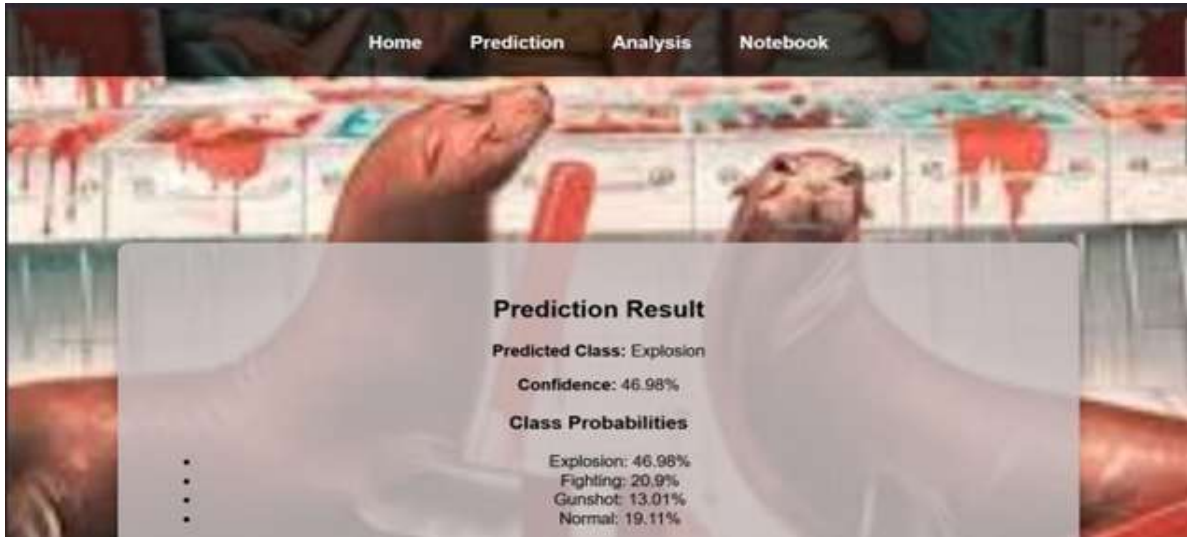 Home Prediction Analysis Notebook
Prediction Result
Predicted Class: Explosion
Confidence: 46.98%
Class Probabilities
Explosion: 46.98%
Fighting: 20.9%
Gunshot: 13.01%
Normal: 19.11%